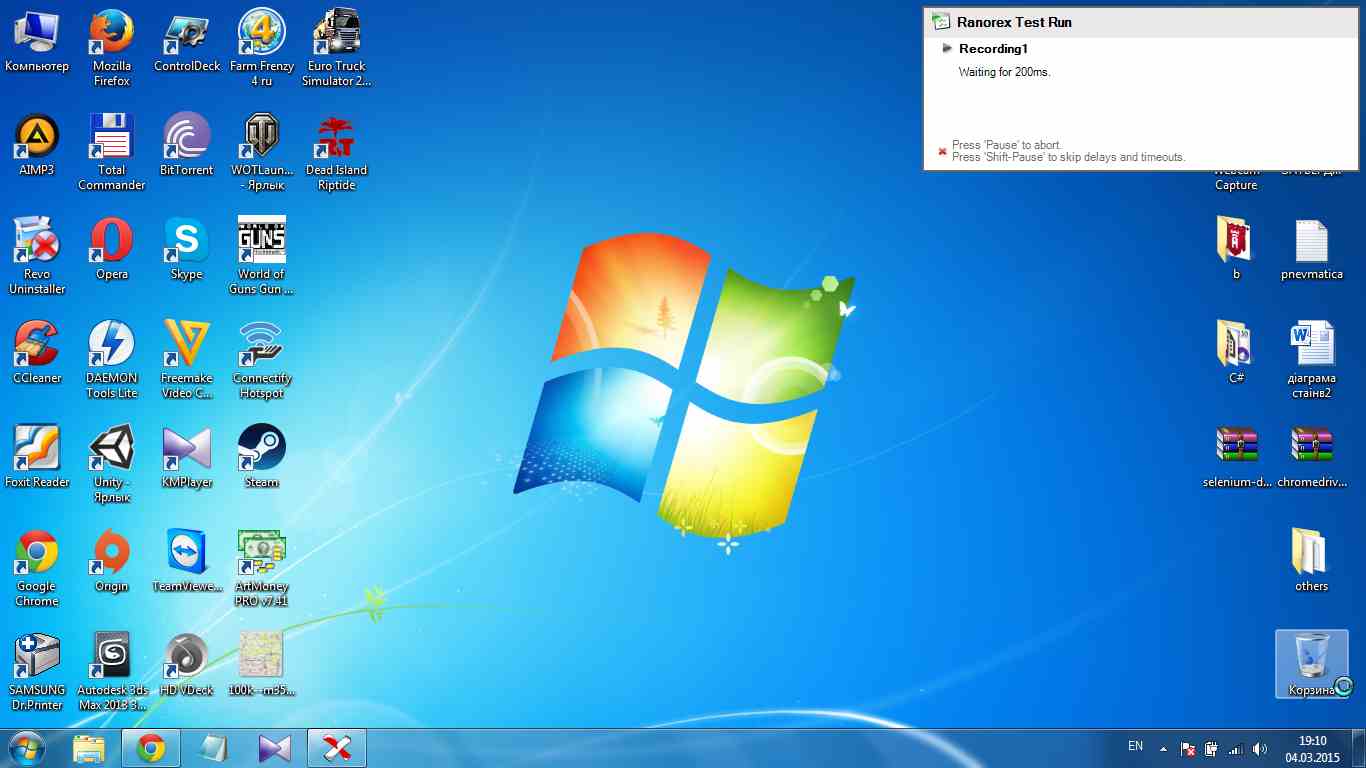 Ranorex Test Run
Recording1
Waiting for 200ms.
Press 'Pause' to abort.
Press 'Shift-Pause' to skip delays and timeouts.
Компьютер
Mozilla
Firefox
ControlDeck
Farm Frenzy
4 ru
Euro Truck
Simulator 2...
AIMP3
Total
Commander
BitTorrent
WOTLaun...
- Ярлык
Dead Island
Riptide
Capture
Revo
Uninstaller
Opera
Skype
WORLD OF
GUNS
World of
Guns Gun ...
b
pnevmatica
CCleaner
DAEMON
Tools Lite
Freemake
Video C...
Connectify
Hotspot
C#
діаграма
стаінв2
Foxit Reader
Unity -
Ярлык
KMPlayer
Steam
selenium-d...
chromedriv...
Google
Chrome
Origin
TeamViewe...
ArtMoney
PRO v7.41
others
SAMSUNG
Dr.Printer
Autodesk 3ds
Max 2013 3...
HD VDeck
100k--m35...
Корзина
EN
19:10
04.03.2015